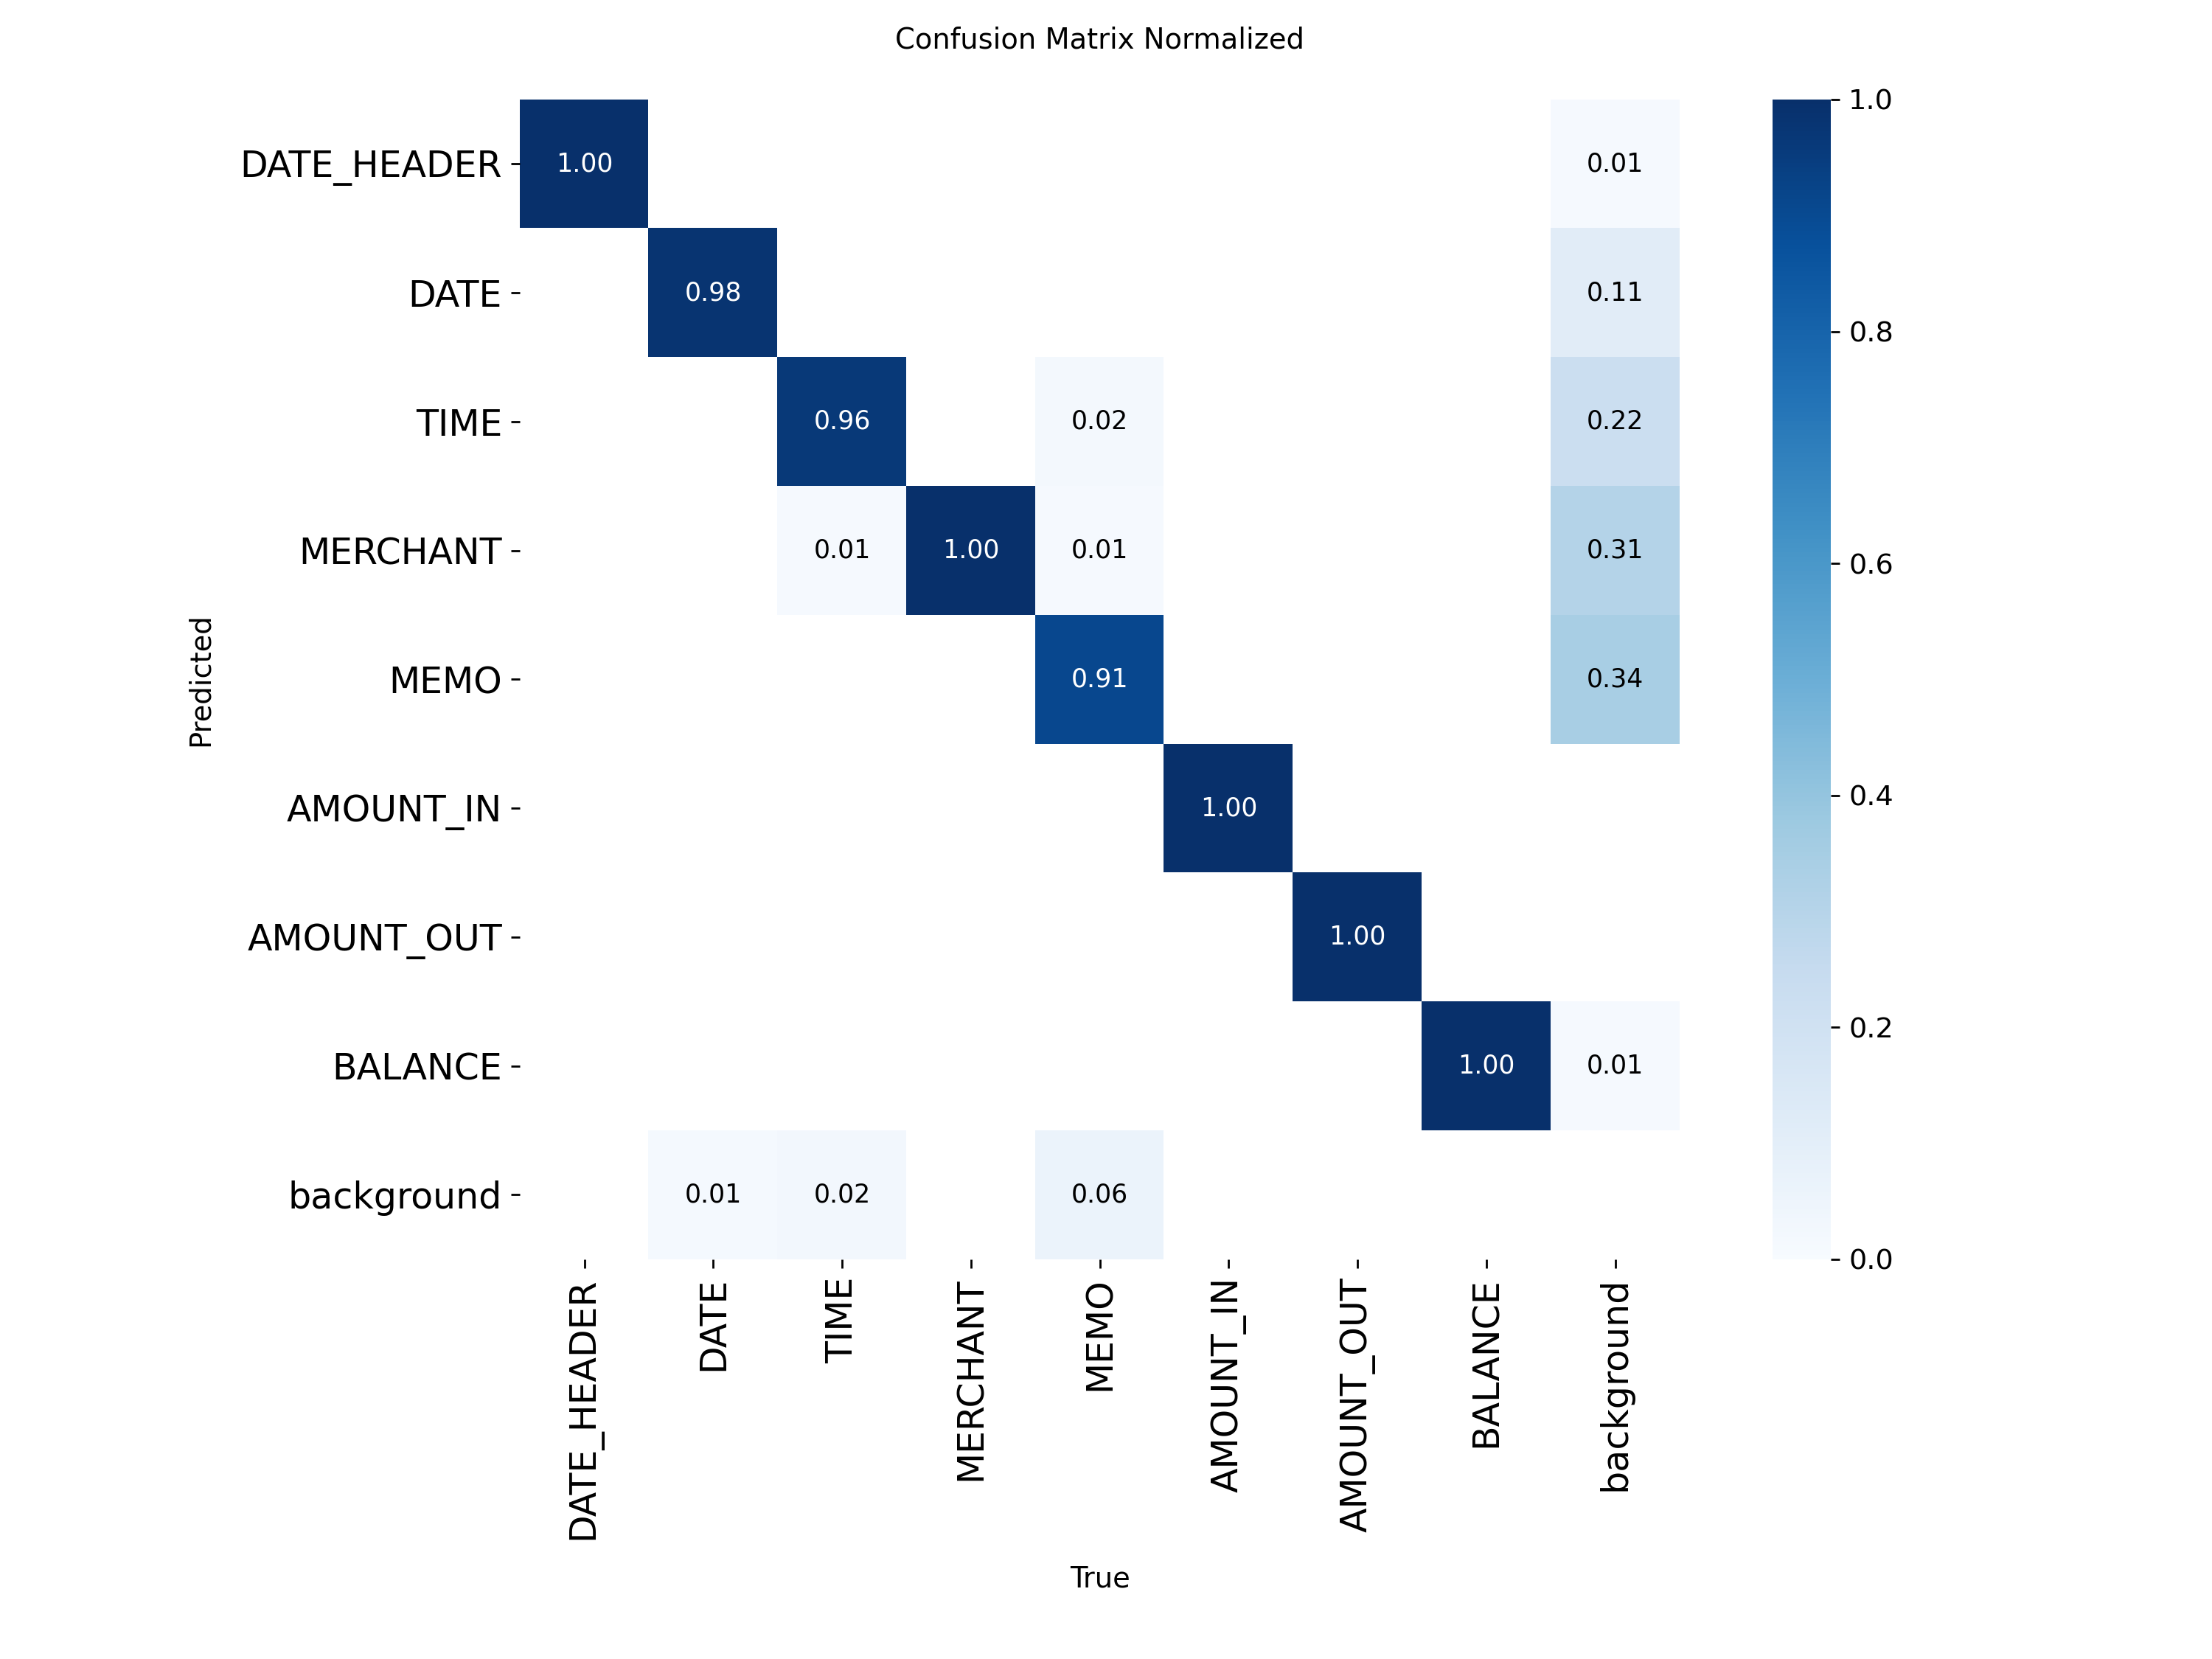 Confusion Matrix Normalized
DATE_HEADER 1.00 0.01
DATE 0.98 0.11
TIME 0.96 0.02 0.22
MERCHANT 0.01 1.00 0.01 0.31
MEMO 0.91 0.34
AMOUNT_IN 1.00
AMOUNT_OUT 1.00
BALANCE 1.00 0.01
background 0.01 0.02 0.06
Predicted
DATE_HEADER
DATE
TIME
MERCHANT
MEMO
AMOUNT_IN
AMOUNT_OUT
BALANCE
background
True
1.0
0.8
0.6
0.4
0.2
0.0